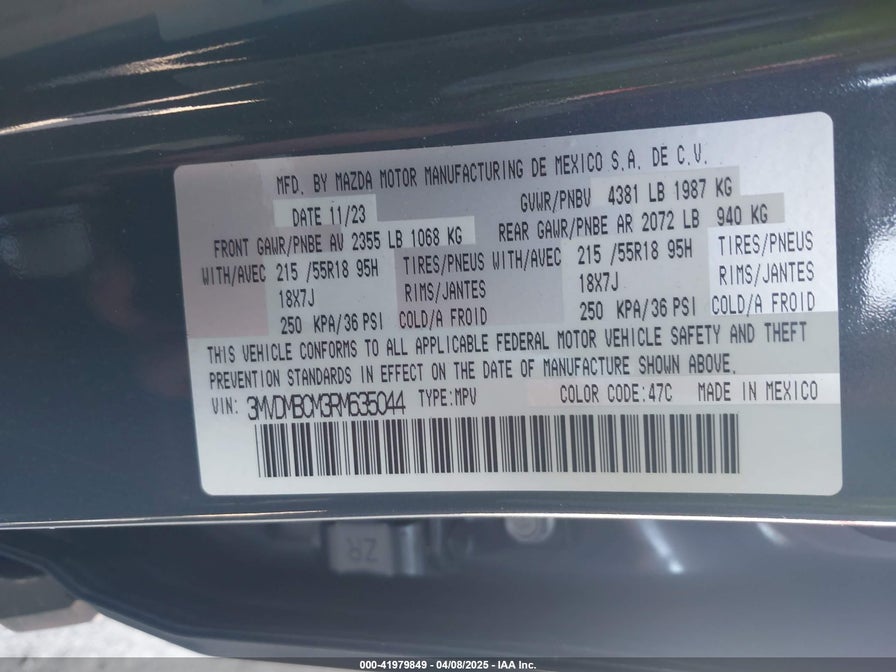 MFD. BY MAZDA MOTOR MANUFACTURING DE MEXICO S.A. DE C.V.
DATE 11/23 GVWR/PNBV 4381 LB 1987 KG
FRONT GAWR/PNBE AV 2355 LB 1068 KG REAR GAWR/PNBE AR 2072 LB 940 KG
WITH/AVEC 215 /55R18 95H TIRES/PNEUS WITH/AVEC 215 /55R18 95H TIRES/PNEUS
18X7J RIMS/JANTES 18X7J RIMS/JANTES
250 KPA/36 PSI COLD/A FROID 250 KPA/36 PSI COLD/A FROID
THIS VEHICLE CONFORMS TO ALL APPLICABLE FEDERAL MOTOR VEHICLE SAFETY AND THEFT
PREVENTION STANDARDS IN EFFECT ON THE DATE OF MANUFACTURE SHOWN ABOVE.
VIN: 3MVDMBCM3RM635044 TYPE:MPV COLOR CODE:47C MADE IN MEXICO
ZR
000-41979849 - 04/08/2025 - IAA Inc.